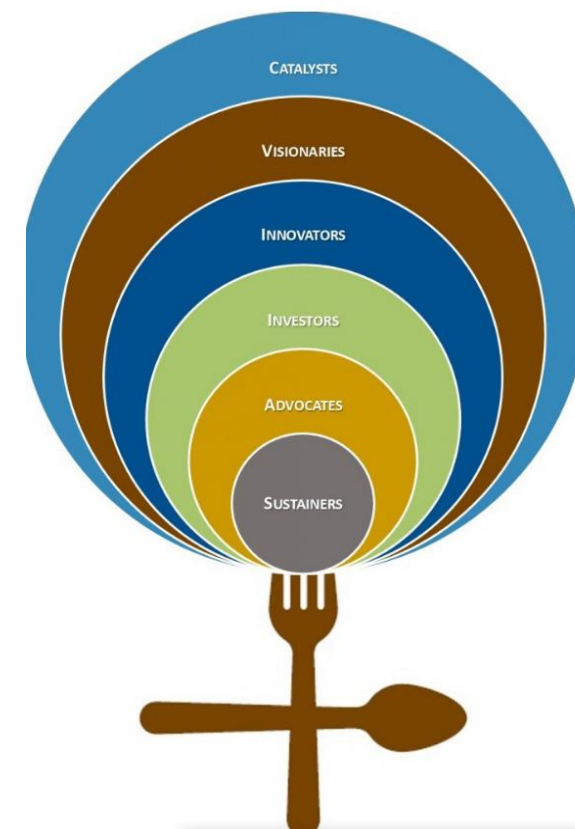 CATALYSTS
VISIONARIES
INNOVATORS
INVESTORS
ADVOCATES
SUSTAINERS